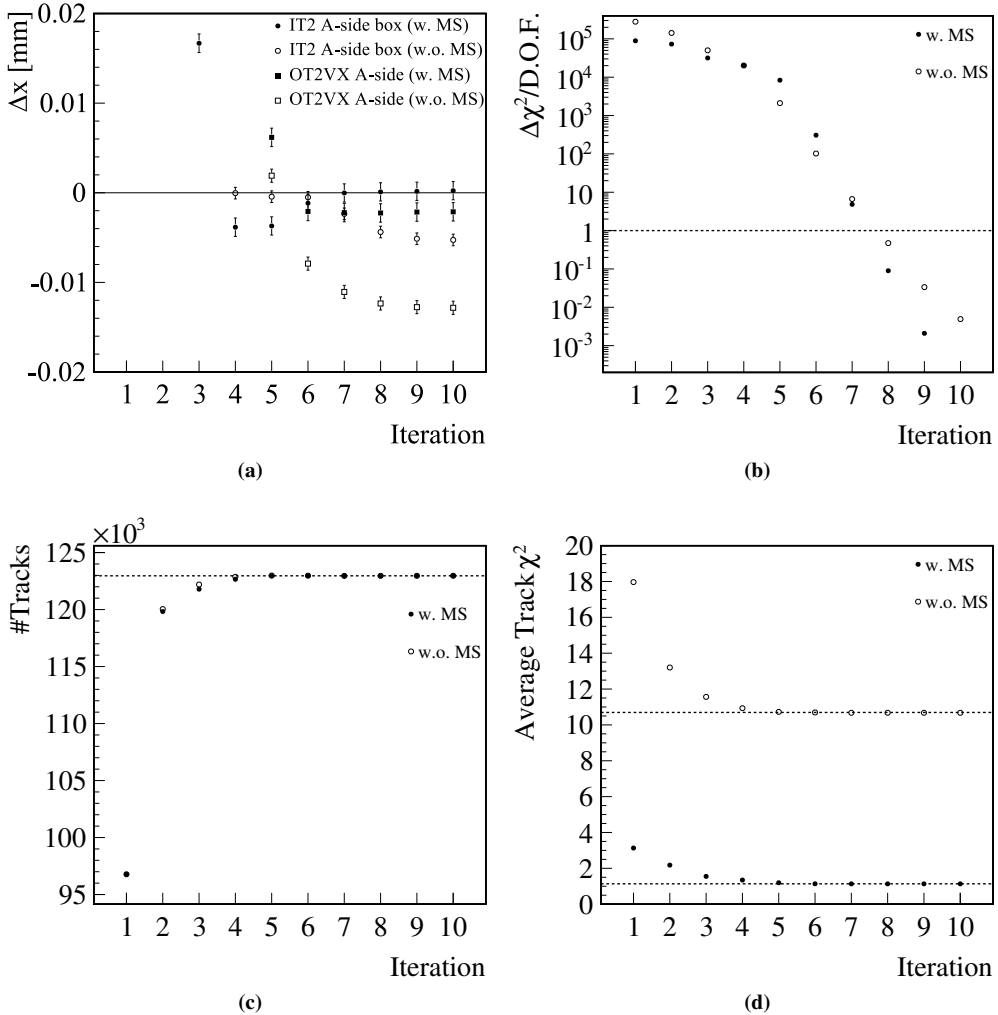 Δx [mm]
0.02
0.01
0
-0.01
-0.02
IT2 A-side box (w. MS)
IT2 A-side box (w.o. MS)
OT2VX A-side (w. MS)
OT2VX A-side (w.o. MS)
1 2 3 4 5 6 7 8 9 10
Iteration
(a)
Δχ²/D.O.F.
10⁵
10⁴
10³
10²
10
1
10⁻¹
10⁻²
10⁻³
w. MS
w.o. MS
1 2 3 4 5 6 7 8 9 10
Iteration
(b)
×10³
#Tracks
125
120
115
110
105
100
95
w. MS
w.o. MS
1 2 3 4 5 6 7 8 9 10
Iteration
(c)
Average Track χ²
20
18
16
14
12
10
8
6
4
2
0
w. MS
w.o. MS
1 2 3 4 5 6 7 8 9 10
Iteration
(d)